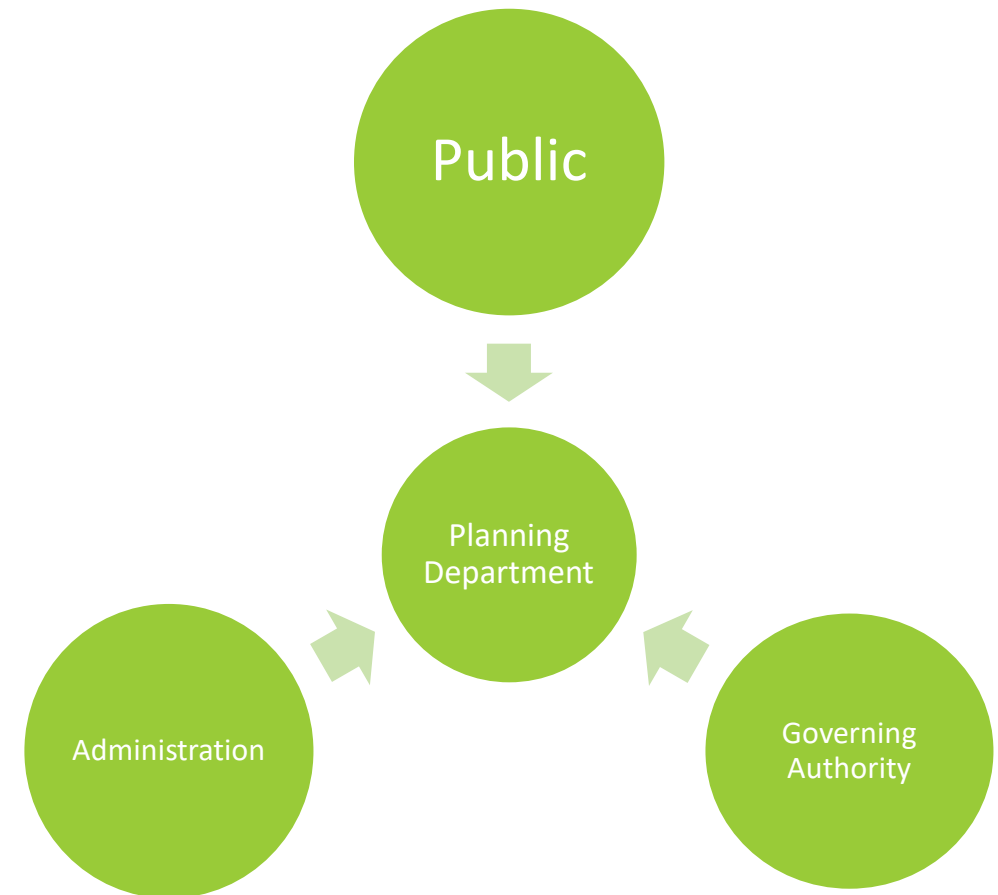 Public
Planning
Department
Administration
Governing
Authority